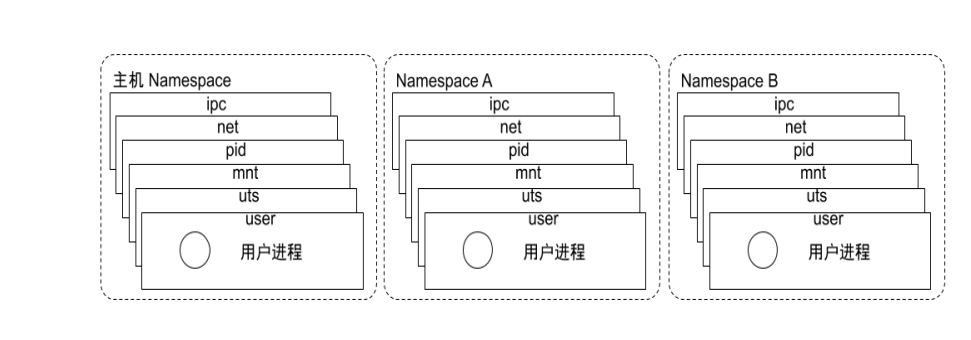 主机 Namespace
ipc
net
pid
mnt
uts
user
用户进程
Namespace A
ipc
net
pid
mnt
uts
user
用户进程
Namespace B
ipc
net
pid
mnt
uts
user
用户进程